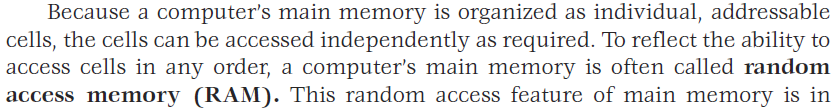 Because a computer’s main memory is organized as individual, addressable
cells, the cells can be accessed independently as required. To reflect the ability to
access cells in any order, a computer’s main memory is often called random
access memory (RAM). This random access feature of main memory is in